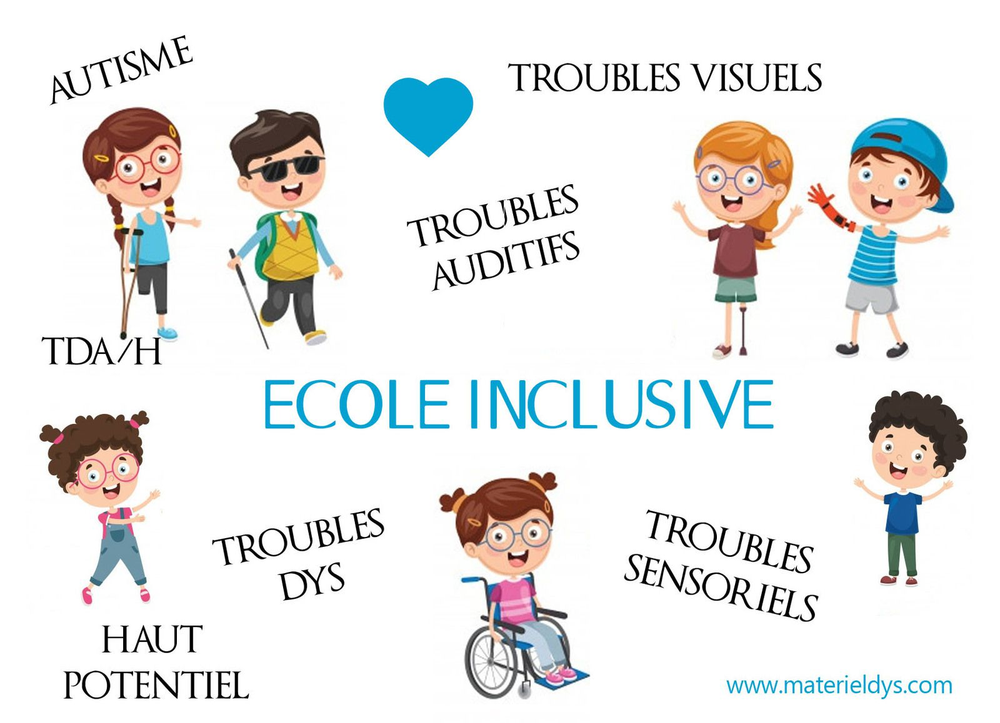 AUTISME
TROUBLES VISUELS
TROUBLES
AUDITIFS
TDA/H
ECOLE INCLUSIVE
TROUBLES
DYS
TROUBLES
SENSORIELS
HAUT
POTENTIEL
www.materieldys.com